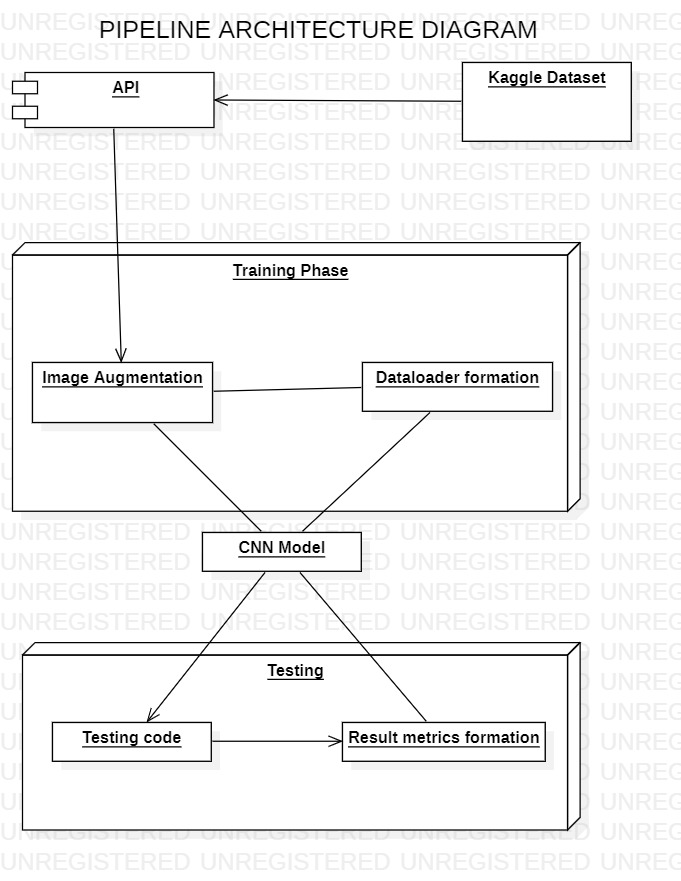 PIPELINE ARCHITECTURE DIAGRAM
API
Kaggle Dataset
Training Phase
Image Augmentation
Dataloader formation
CNN Model
Testing
Testing code
Result metrics formation
UNREGISTERED